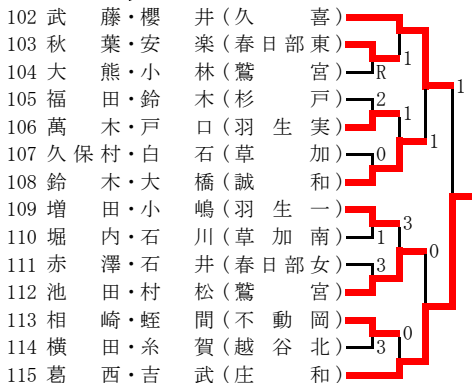 102 武藤・櫻井(久喜)
103 秋葉・安楽(春日部東)
1
104 大熊・小林(鷲宮)
R
105 福田・鈴木(杉戸)
2
1
106 萬木・戸口(羽生実)
1
1
107 久保村・白石(草加)
0
108 鈴木・大橋(誠和)
109 増田・小嶋(羽生一)
3
110 堀内・石川(草加南)
1
0
111 赤澤・石井(春日部女)
3
112 池田・村松(鷲宮)
113 相崎・蛭間(不動岡)
0
114 横田・糸賀(越谷北)
3
115 葛西・吉武(庄和)